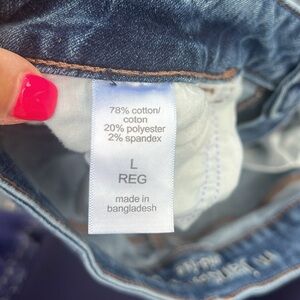 78% cotton/
coton
20% polyester
2% spandex
L
REG
made in
bangladesh